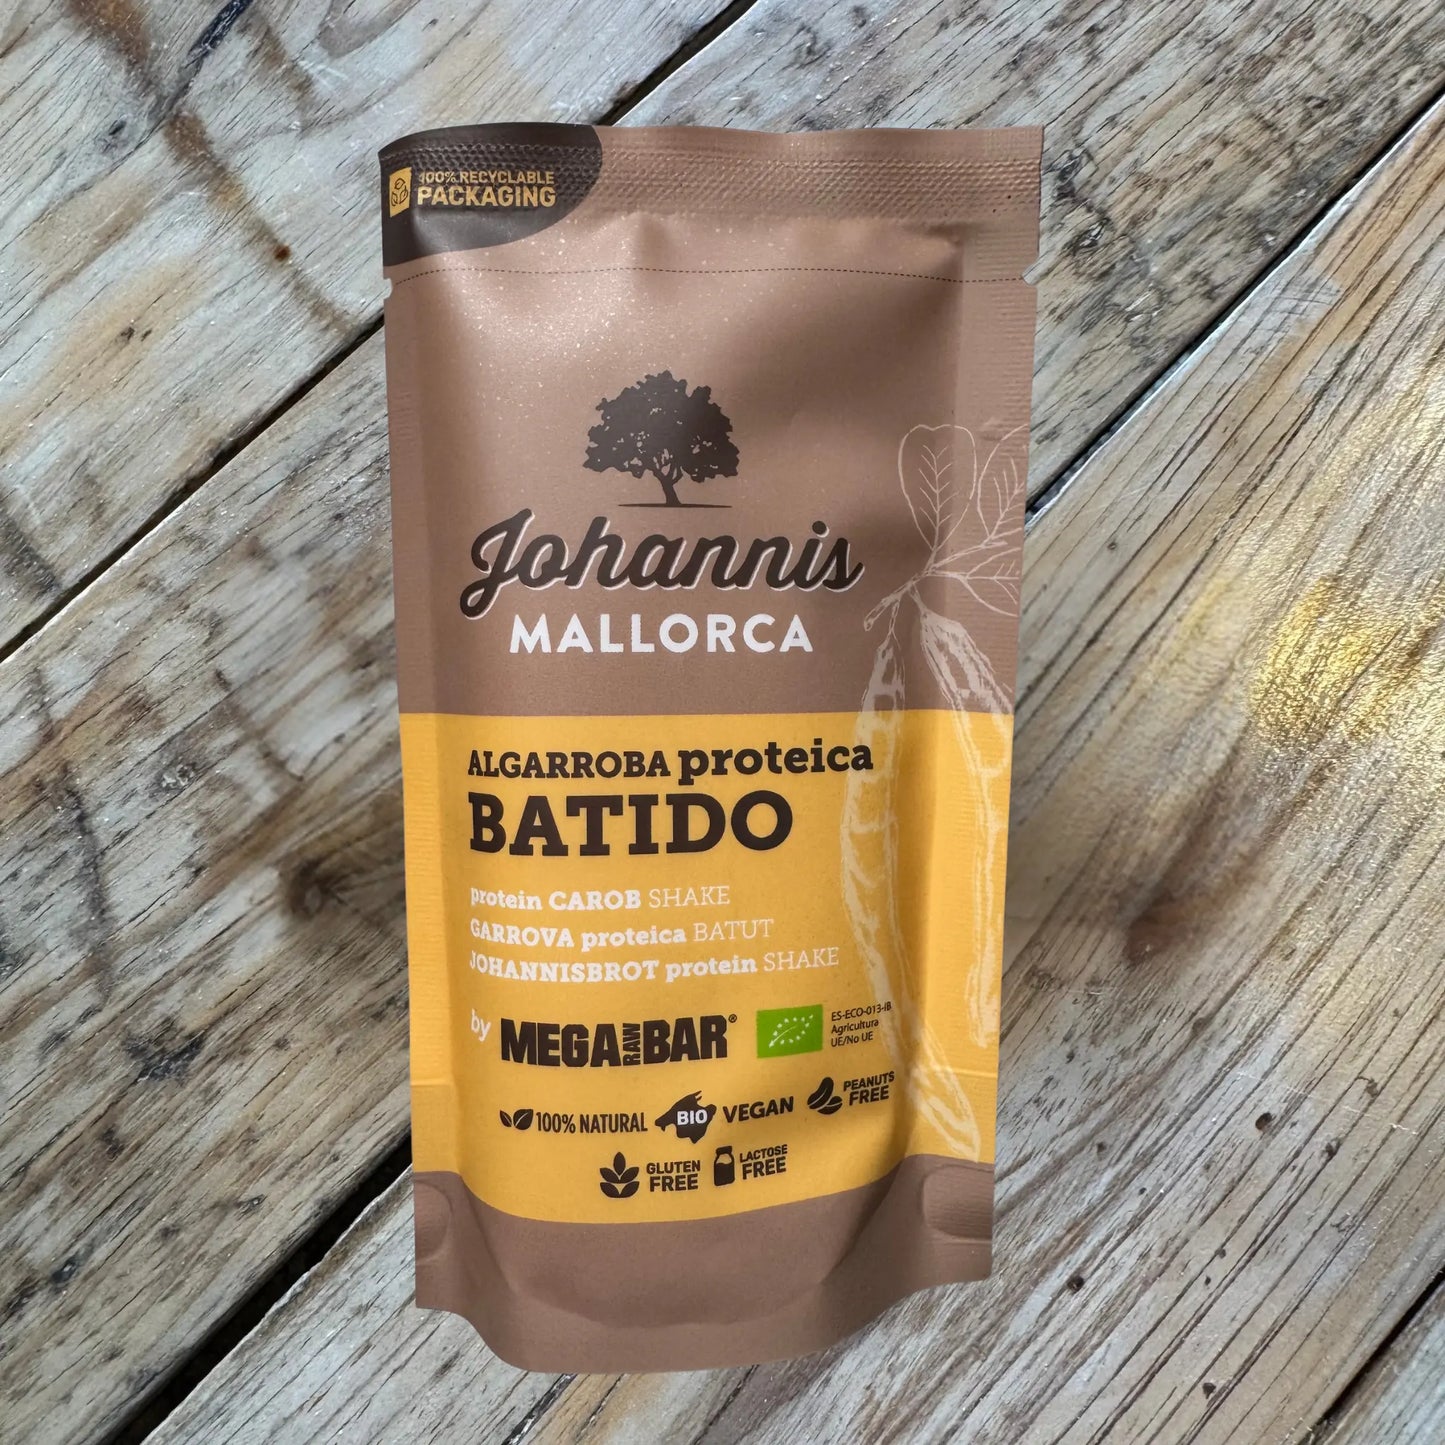 100% RECYCLABLE
PACKAGING
Johannis
MALLORCA
ALGARROBA proteica
BATIDO
protein CAROB SHAKE
GARROVA proteica BATUT
JOHANNISBROT protein SHAKE
by MEGA RAW BAR®
ES-ECO-013-IB
Agricultura
UE/No UE
100% NATURAL
BIO
VEGAN
PEANUTS
FREE
GLUTEN
FREE
LACTOSE
FREE